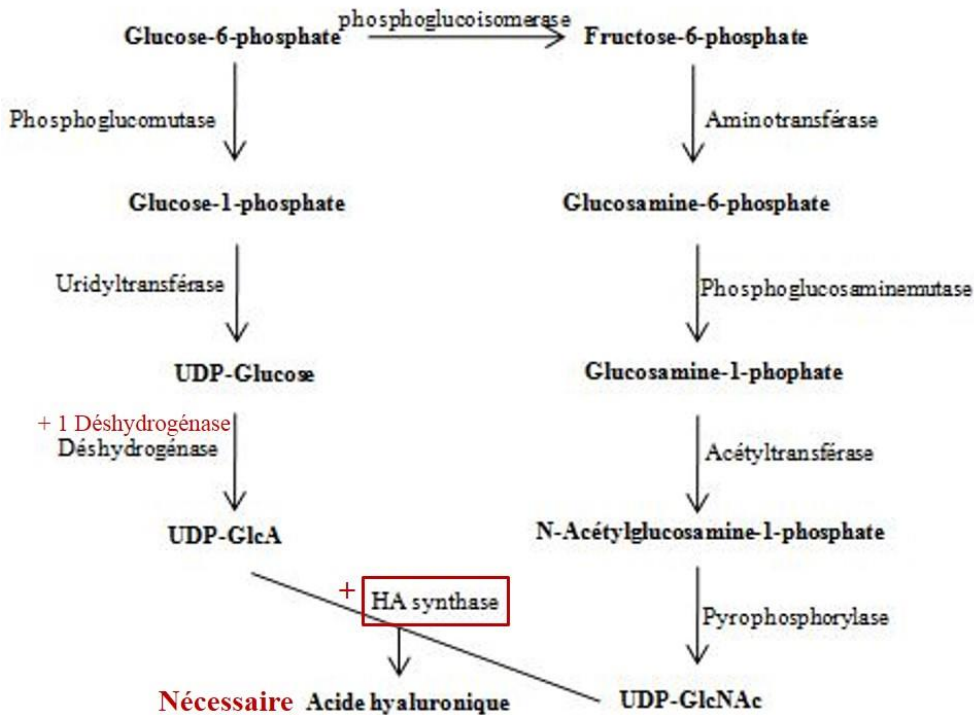 phosphoglucoisomerase
Glucose-6-phosphate
Fructose-6-phosphate
Phosphoglucomutase
Aminotransférase
Glucose-1-phosphate
Glucosamine-6-phosphate
Uridyltransférase
Phosphoglucosaminemutase
UDP-Glucose
Glucosamine-1-phophate
+ 1 Déshydrogénase
Déshydrogénase
Acétyltransférase
UDP-GlcA
N-Acétylglucosamine-1-phosphate
+ HA synthase
Pyrophosphorylase
Nécessaire Acide hyaluronique
UDP-GlcNAc